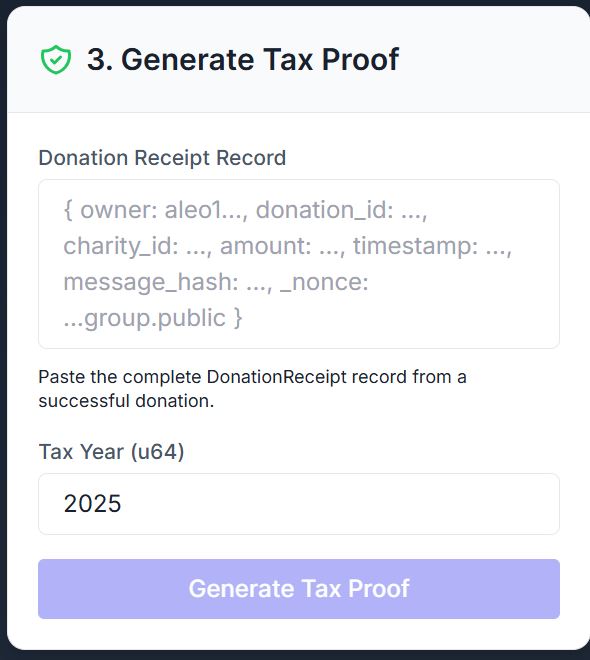 3. Generate Tax Proof
Donation Receipt Record
{ owner: aleo1..., donation_id: ...,
charity_id: ..., amount: ..., timestamp: ...,
message_hash: ..., _nonce:
...group.public }
Paste the complete DonationReceipt record from a
successful donation.
Tax Year (u64)
2025
Generate Tax Proof